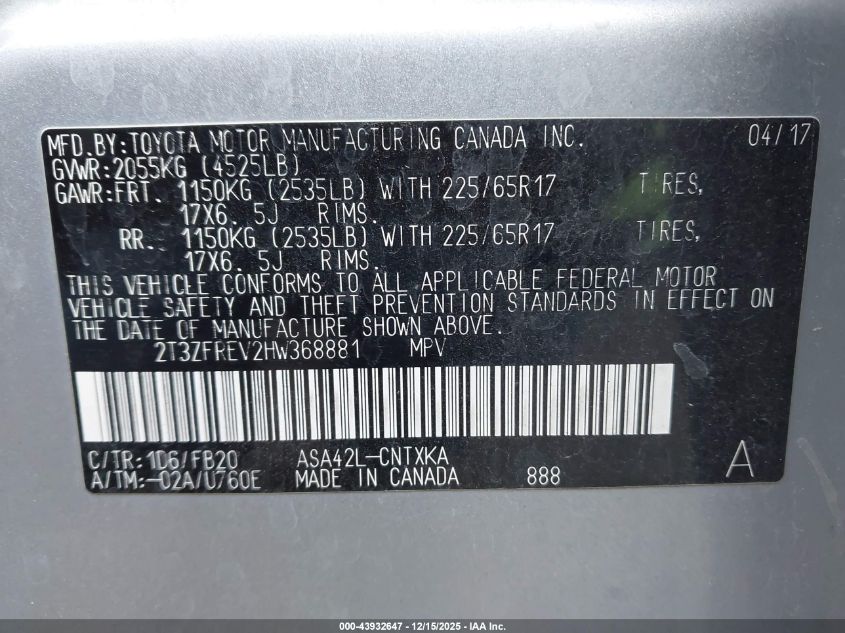 MFD.BY:TOYOTA MOTOR MANUFACTURING CANADA INC. 04/17
GVWR:2055KG (4525LB)
GAWR:FRT. 1150KG (2535LB) WITH 225/65R17 TIRES,
17X6. 5J RIMS.
RR. 1150KG (2535LB) WITH 225/65R17 TIRES,
17X6. 5J RIMS.
THIS VEHICLE CONFORMS TO ALL APPLICABLE FEDERAL MOTOR
VEHICLE SAFETY AND THEFT PREVENTION STANDARDS IN EFFECT ON
THE DATE OF MANUFACTURE SHOWN ABOVE.
2T3ZFREV2HW368881 MPV
C/TR:1D6/FB20 ASA42L-CNTXKA A
A/TM:-02A/U760E MADE IN CANADA 888
000-43932647 - 12/15/2025 - IAA Inc.